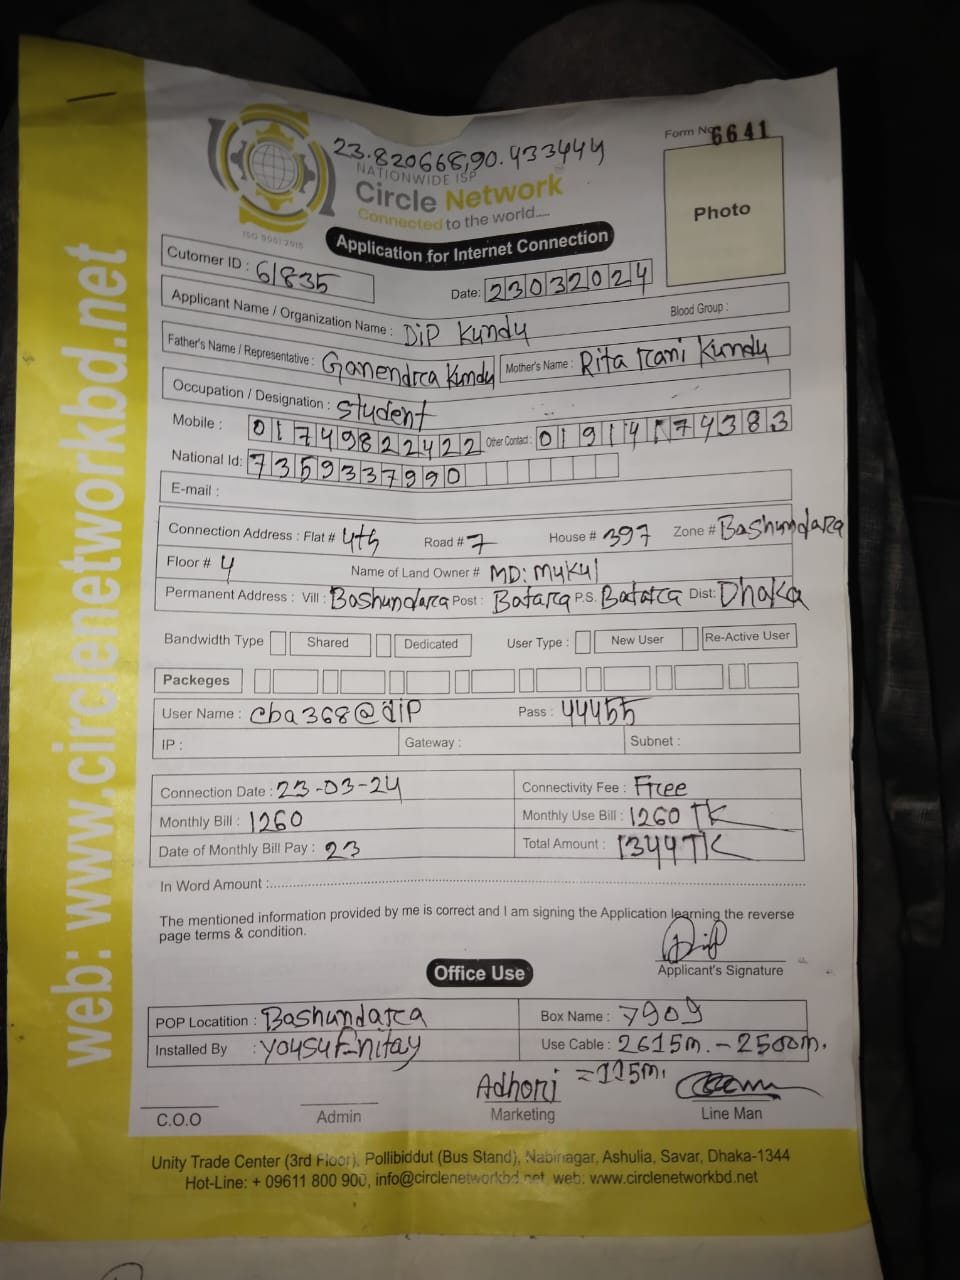 web: www.circlenetworkbd.net
Form No 6641
23.820668,90.433444
NATIONWIDE ISP
Circle Network
Connected to the world.....
ISO 9001:2015
Photo
Application for Internet Connection
Cutomer ID : 61835
Date: 23032024
Applicant Name / Organization Name : Dip Kundu Blood Group :
Father's Name / Representative : Ganendra Kundu Mother's Name : Rita Rani Kundu
Occupation / Designation : Student
Mobile : 01749822422 Other Contact : 01914174383
National Id: 7359337990
E-mail :
Connection Address : Flat # 4th Road # 7 House # 397 Zone # Bashundara
Floor # 4 Name of Land Owner # MD: Mukul
Permanent Address : Vill : Bashundara Post : Batara P.S. Batara Dist: Dhaka
Bandwidth Type Shared Dedicated User Type : New User Re-Active User
Packeges
User Name : cba368@dip Pass : 44455
IP : Gateway : Subnet :
Connection Date : 23-03-24 Connectivity Fee : Free
Monthly Bill : 1260 Monthly Use Bill : 1260 TK
Date of Monthly Bill Pay : 23 Total Amount : 1344 TK
In Word Amount :
The mentioned information provided by me is correct and I am signing the Application learning the reverse
page terms & condition.
Dip
Applicant's Signature
Office Use
POP Locatition : Bashundara Box Name : 7909
Installed By : Yousuf-nitay Use Cable : 2615m. - 2500m.
Adhori = 115m.
C.O.O Admin Marketing Line Man
Unity Trade Center (3rd Floor), Pollibiddut (Bus Stand), Nabinagar, Ashulia, Savar, Dhaka-1344
Hot-Line: + 09611 800 900, info@circlenetworkbd.net, web: www.circlenetworkbd.net